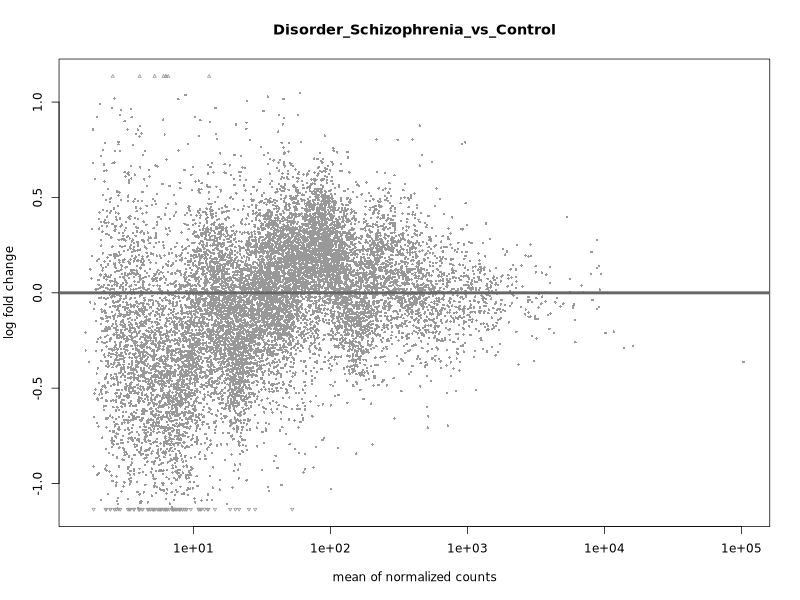 Disorder_Schizophrenia_vs_Control
log fold change
1.0
0.5
0.0
-0.5
-1.0
1e+01 1e+02 1e+03 1e+04 1e+05
mean of normalized counts